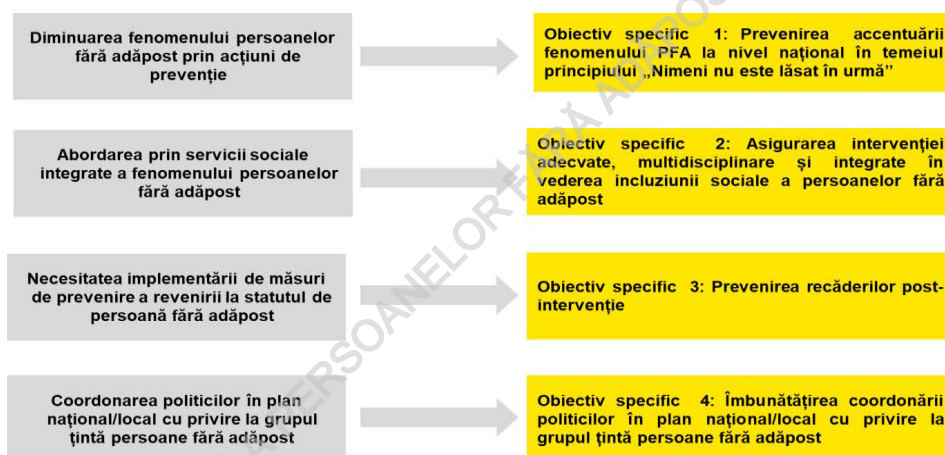 Diminuarea fenomenului persoanelor
fără adăpost prin acțiuni de
prevenție
Obiectiv specific 1: Prevenirea accentuării
fenomenului PFA la nivel național în temeiul
principiului „Nimeni nu este lăsat în urmă”
Abordarea prin servicii sociale
integrate a fenomenului persoanelor
fără adăpost
Obiectiv specific 2: Asigurarea intervenției
adecvate, multidisciplinare și integrate în
vederea incluziunii sociale a persoanelor fără
adăpost
Necesitatea implementării de măsuri
de prevenire a revenirii la statutul de
persoană fără adăpost
Obiectiv specific 3: Prevenirea recăderilor post-
intervenție
Coordonarea politicilor în plan
național/local cu privire la grupul
țintă persoane fără adăpost
Obiectiv specific 4: Îmbunătățirea coordonării
politicilor în plan național/local cu privire la
grupul țintă persoane fără adăpost
A PERSOANELOR FĂRĂ ADĂPOS